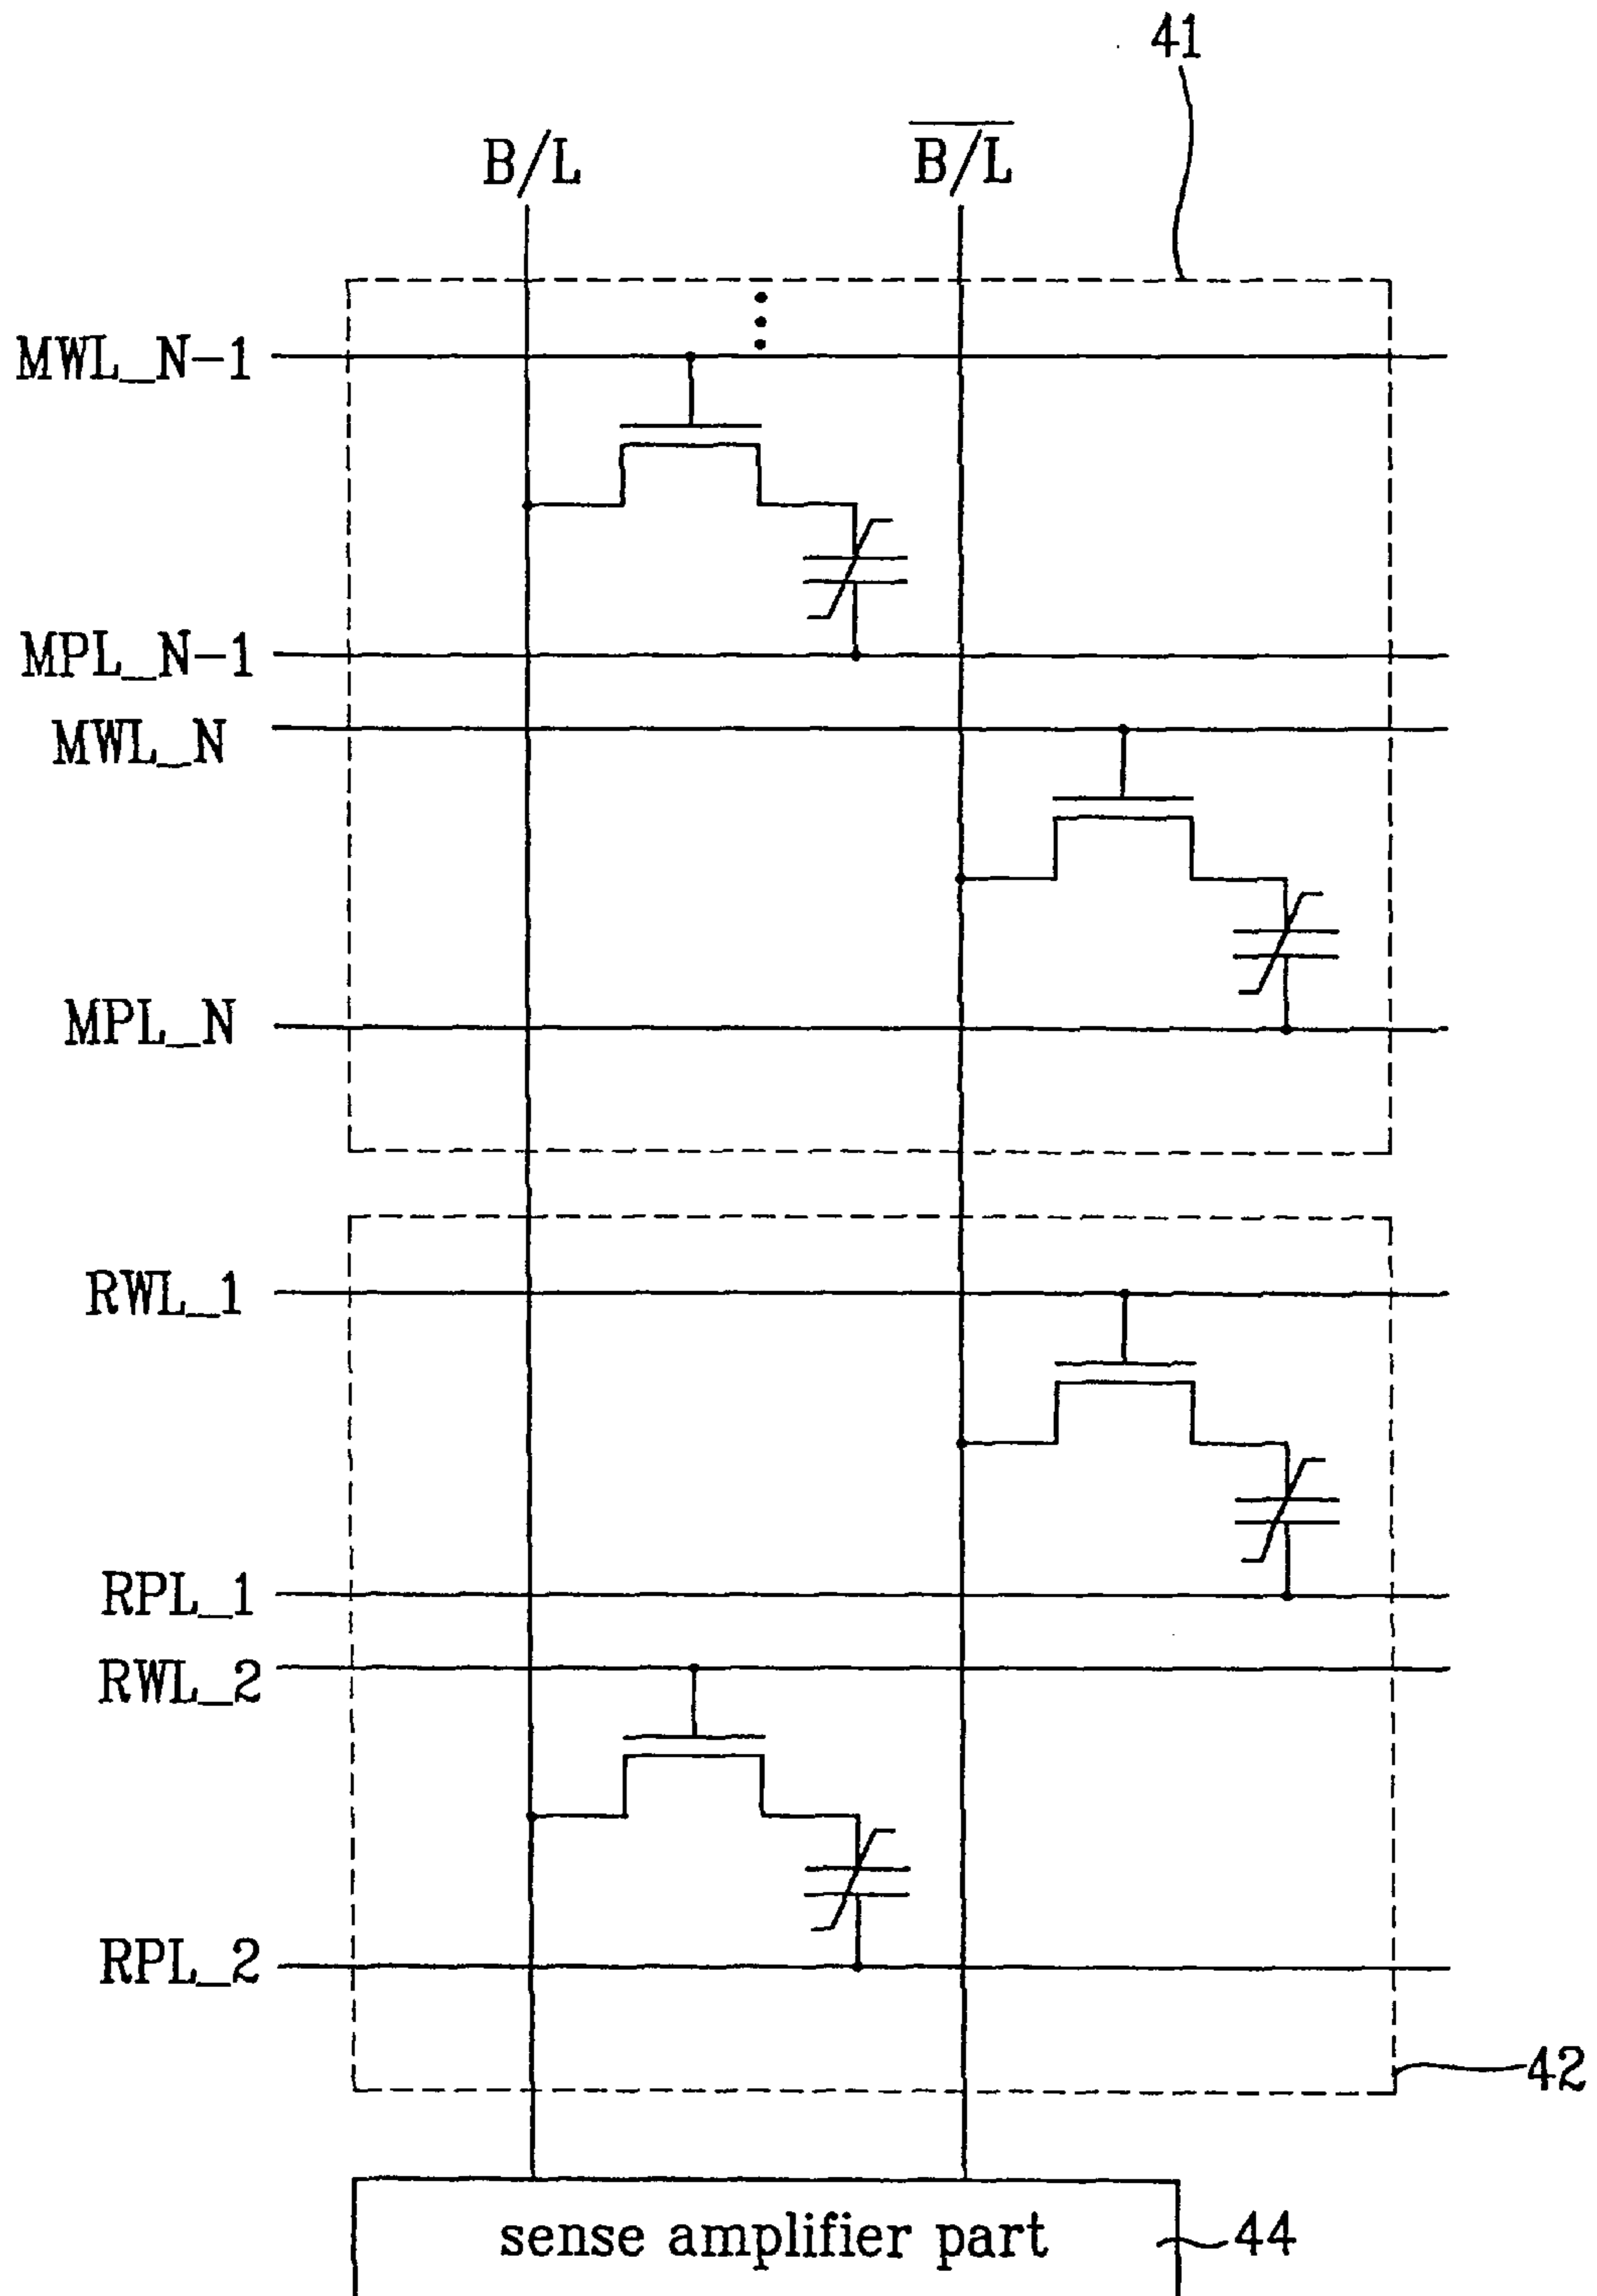 41
B/L B̅/̅L̅
MWL_N-1
MPL_N-1
MWL_N
MPL_N
RWL_1
RPL_1
RWL_2
RPL_2
42
sense amplifier part 44